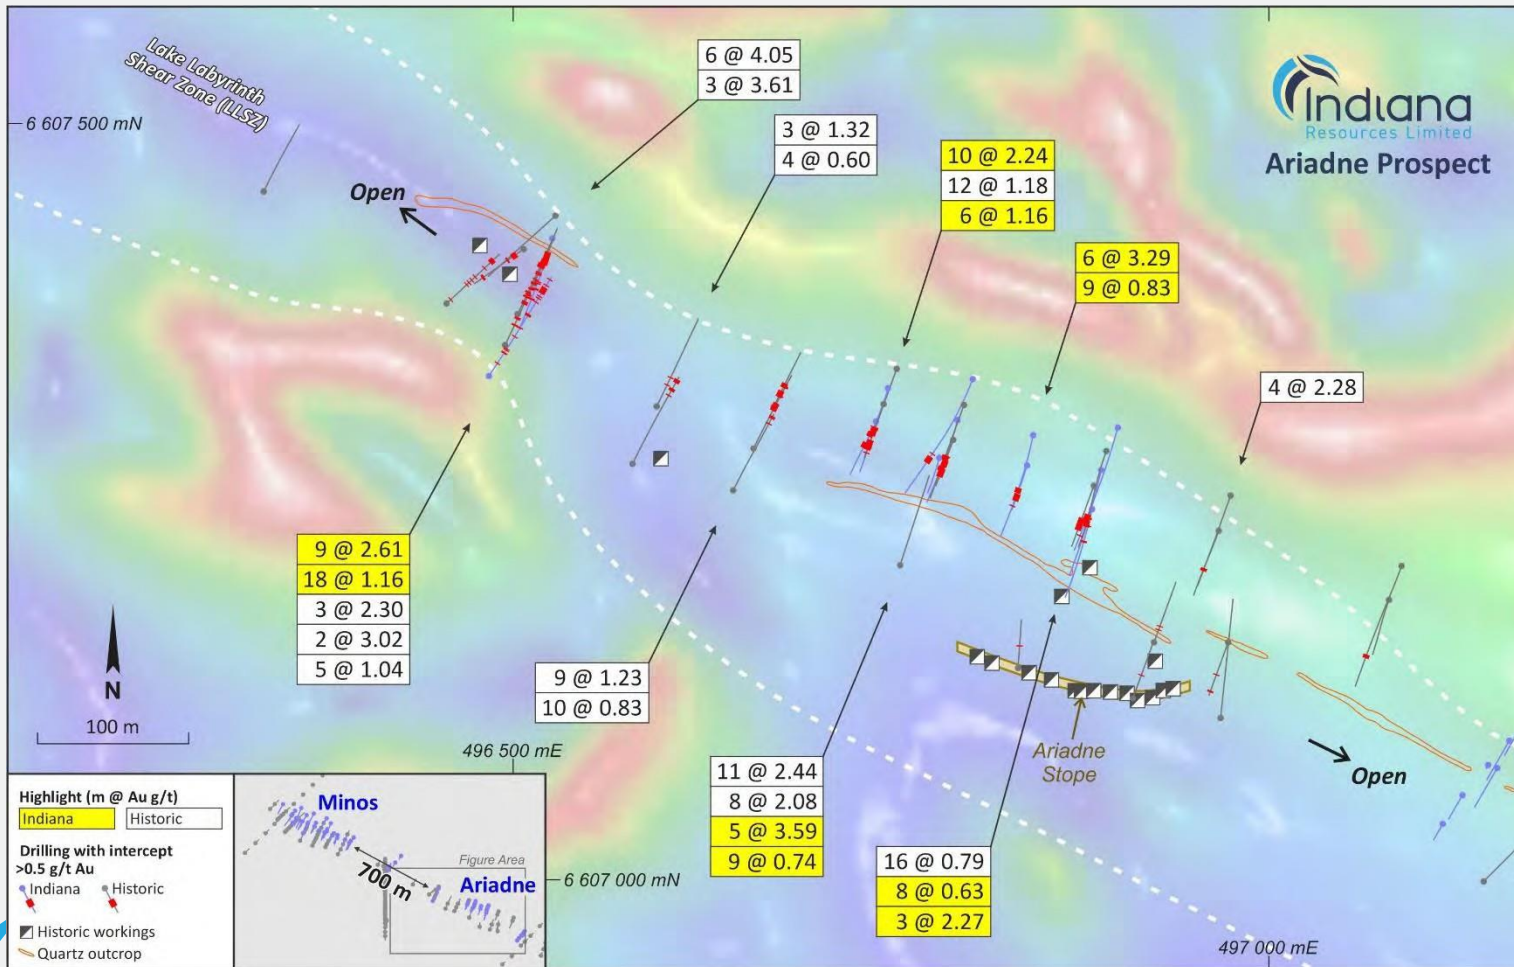 Lake Labyrinth
Shear Zone (LLSZ)
6 607 500 mN
6 @ 4.05
3 @ 3.61
3 @ 1.32
4 @ 0.60
10 @ 2.24
12 @ 1.18
6 @ 1.16
Indiana
Resources Limited
Ariadne Prospect
Open
6 @ 3.29
9 @ 0.83
4 @ 2.28
9 @ 2.61
18 @ 1.16
3 @ 2.30
2 @ 3.02
5 @ 1.04
9 @ 1.23
10 @ 0.83
N
100 m
496 500 mE
11 @ 2.44
8 @ 2.08
5 @ 3.59
9 @ 0.74
16 @ 0.79
8 @ 0.63
3 @ 2.27
Ariadne
Stope
Open
Highlight (m @ Au g/t)
Indiana Historic
Drilling with intercept
>0.5 g/t Au
Indiana Historic
Historic workings
Quartz outcrop
Minos
Figure Area
700 m
Ariadne
6 607 000 mN
497 000 mE